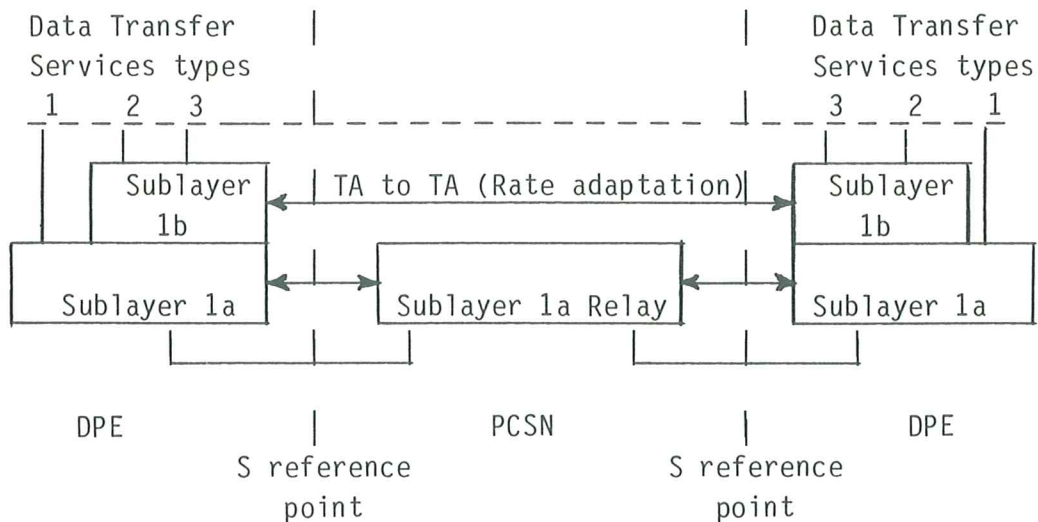 Data Transfer
Services types
1 2 3
Data Transfer
Services types
3 2 1
Sublayer
1b
TA to TA (Rate adaptation)
Sublayer
1b
Sublayer 1a
Sublayer 1a Relay
Sublayer 1a
DPE
PCSN
DPE
S reference
point
S reference
point